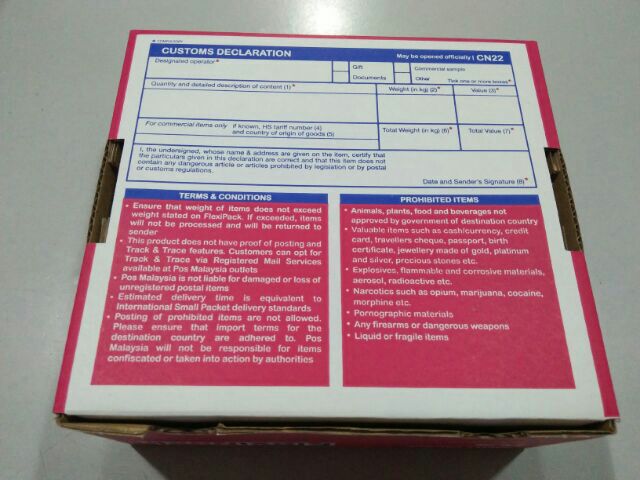 * COMPULSORY
CUSTOMS DECLARATION
May be opened officially | CN22
Designated operator*
Gift
Commercial sample
Documents
Other
Tick one or more boxes*
Quantity and detailed description of content (1)*
Weight (in kg) (2)*
Value (3)*
For commercial items only if known, HS tariff number (4)
and country of origin of goods (5)
Total Weight (in kg) (6)*
Total Value (7)*
I, the undersigned, whose name & address are given on the item, certify that
the particulars given in this declaration are correct and that this item does not
contain any dangerous article or articles prohibited by legislation or by postal
or customs legislation.
Date and Sender's Signature (8)*
TERMS & CONDITIONS
• Ensure that weight of items does not exceed
weight stated on FlexiPack. If exceeded, items
will not be processed and will be returned to
sender
• This product does not have proof of posting and
Track & Trace features. Customers can opt for
Track & Trace via Registered Mail Services
available at Pos Malaysia outlets
• Pos Malaysia is not liable for damaged or loss of
unregistered postal items
• Estimated delivery time is equivalent to
International Small Packet delivery standards
• Posting of prohibited items are not allowed.
Please ensure that import terms for the
destination country are adhered to. Pos
Malaysia will not be responsible for items
confiscated or taken into action by authorities
PROHIBITED ITEMS
• Animals, plants, food and beverages not
approved by government of destination country
• Valuable items such as cash/currency, credit
card, travellers cheque, passport, birth
certificate, jewellery made of gold, platinum
and silver, precious stones etc.
• Explosives, flammable and corrosive materials,
aerosol, radioactive etc.
• Narcotics such as opium, marijuana, cocaine,
morphine etc.
• Pornographic materials
• Any firearms or dangerous weapons
• Liquid or fragile items